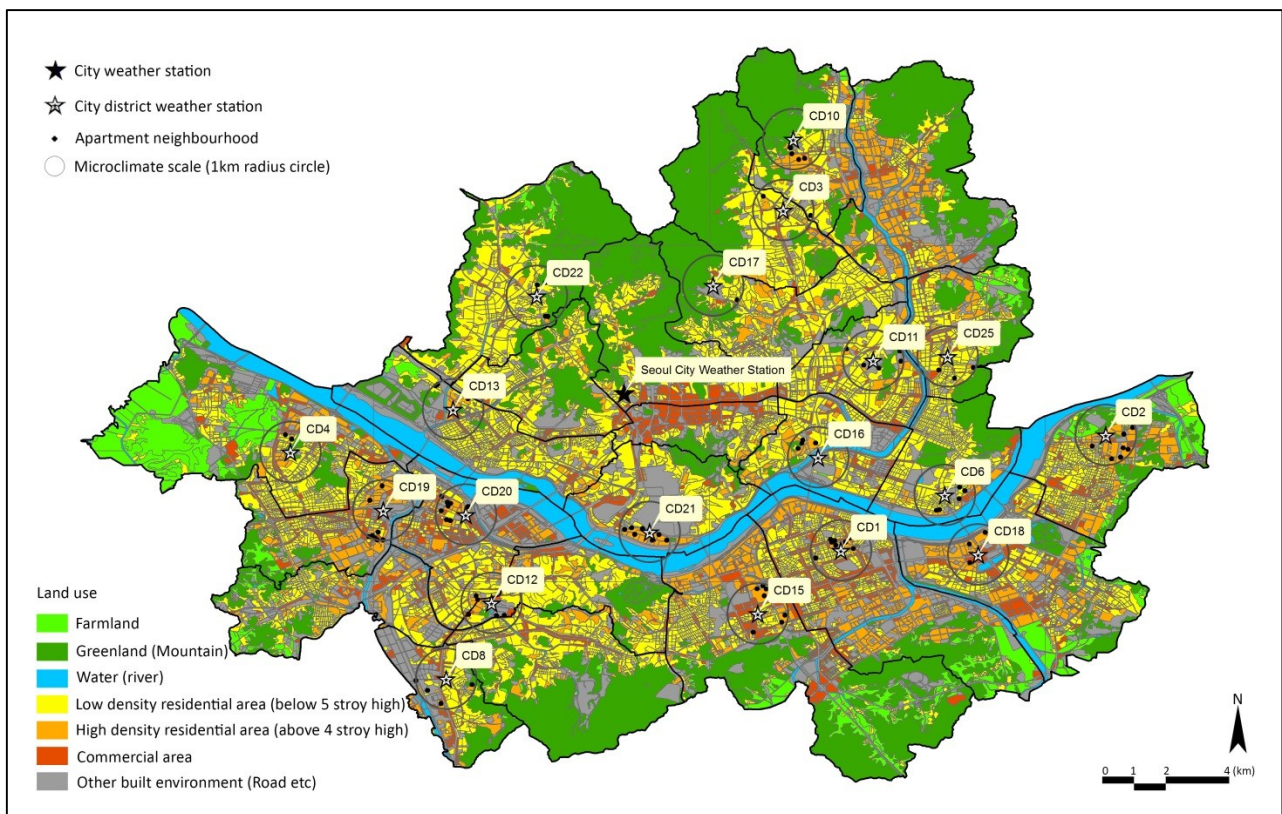 City weather station
City district weather station
Apartment neighbourhood
Microclimate scale (1km radius circle)
CD10
CD3
CD17
CD22
CD11
CD25
Seoul City Weather Station
CD13
CD2
CD4
CD16
CD6
CD19
CD20
CD21
CD1
CD18
CD12
CD15
CD8
Land use
Farmland
Greenland (Mountain)
Water (river)
Low density residential area (below 5 stroy high)
High density residential area (above 4 stroy high)
Commercial area
Other built environment (Road etc)
N
0 1 2 4 (km)